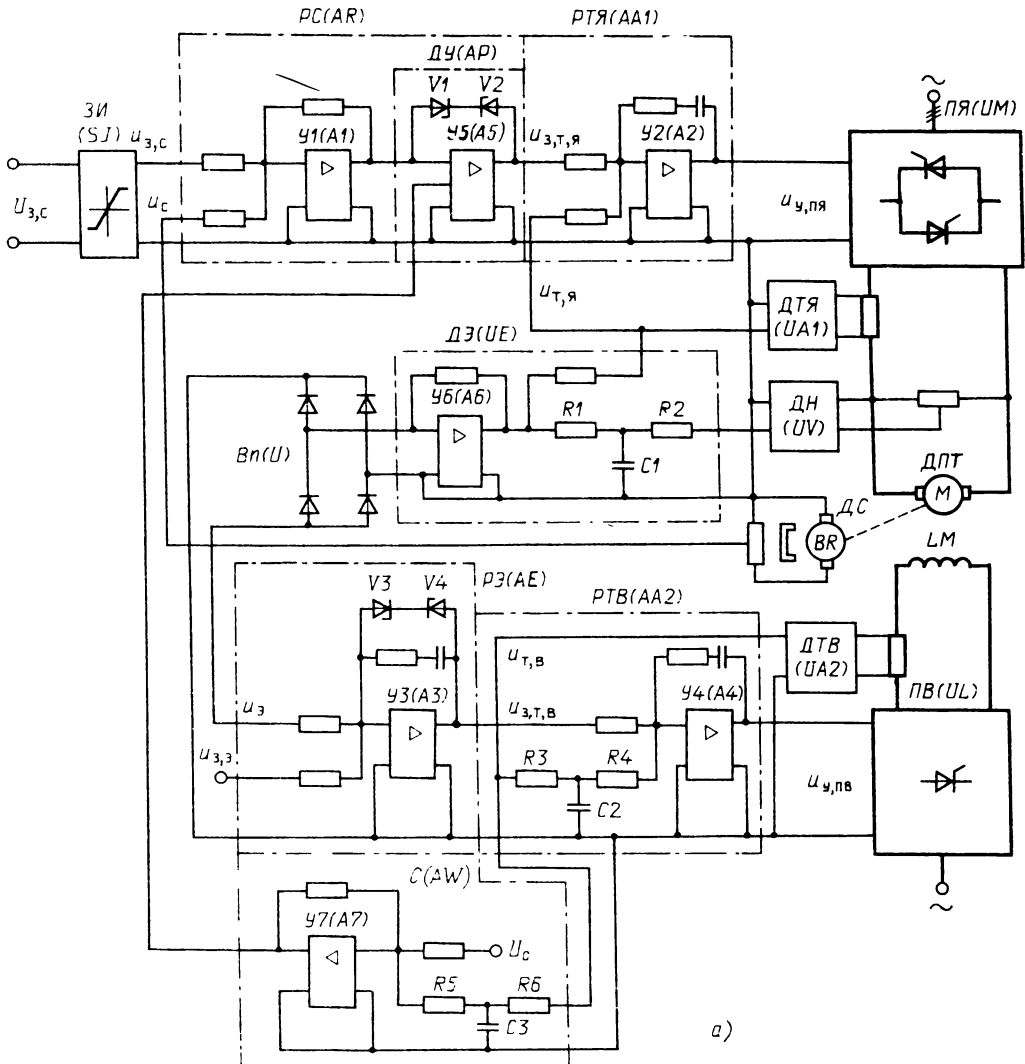 РС(AR)
РТЯ(AA1)
ДУ(АР)
V1
V2
ЗИ
(SJ)
u з,с
У1(A1)
У5(A5)
u з,т,я
У2(A2)
~
ПЯ(UM)
U з,с
u с
u у,пя
u т,я
ДТЯ
(UA1)
ДЭ(UE)
У6(A6)
R1
R2
ДН
(UV)
Вп(U)
C1
ДПТ
M
ДС
BR
LM
РЭ(AE)
V3
V4
РТВ(AA2)
u т,в
ДТВ
(UA2)
ПВ(UL)
u э
У3(A3)
u з,т,в
У4(A4)
u з,э
R3
R4
u у,пв
C2
С(AW)
~
У7(A7)
U с
R5
R6
C3
а)